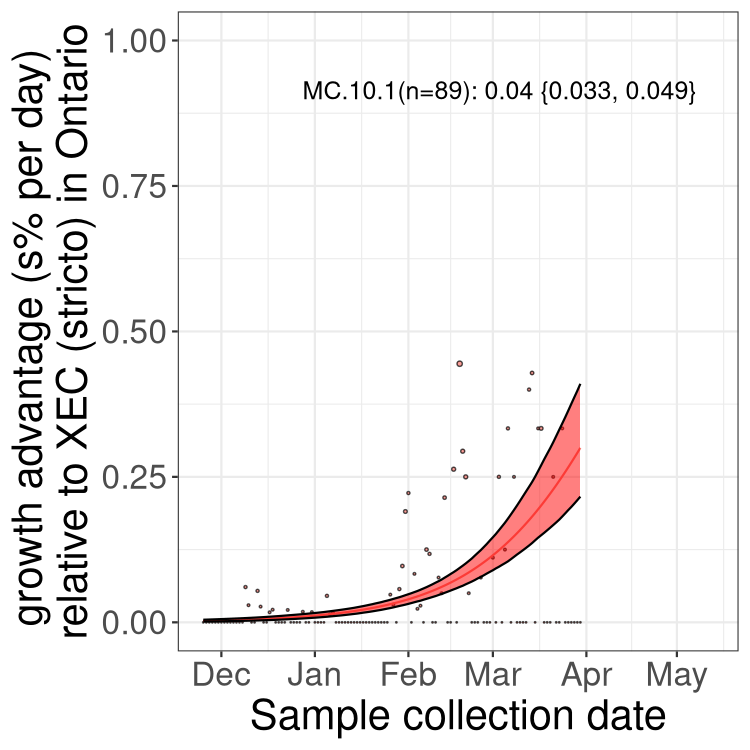 growth advantage (s% per day)
relative to XEC (stricto) in Ontario
1.00
0.75
0.50
0.25
0.00
MC.10.1(n=89): 0.04 {0.033, 0.049}
Dec Jan Feb Mar Apr May
Sample collection date